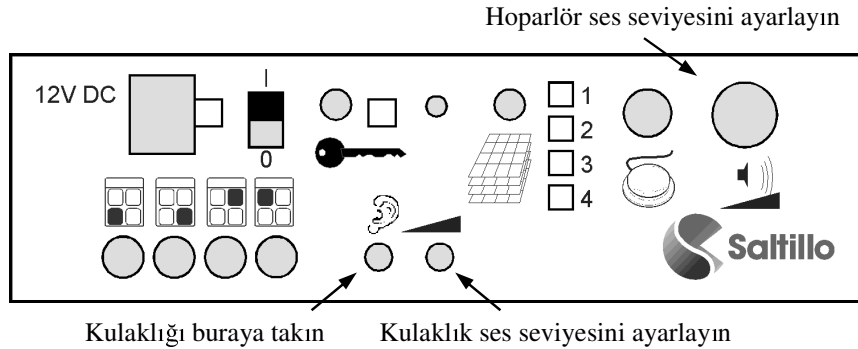 Hoparlör ses seviyesini ayarlayın
12V DC
I
0
1
2
3
4
Saltillo
Kulaklığı buraya takın
Kulaklık ses seviyesini ayarlayın